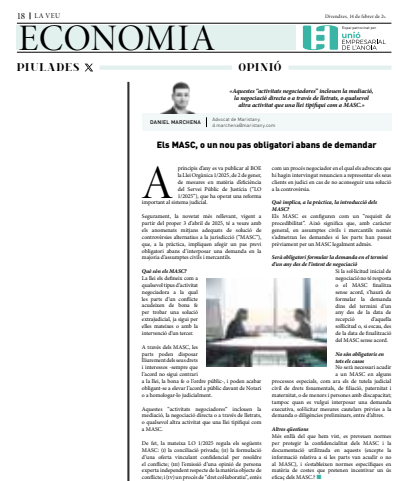 18 | LA VEU
Divendres, 14 de febrer de 2
ECONOMIA
Espai patrocinat per
unió
EMPRESARIAL
DE L'ANOIA
PIULADES X
OPINIÓ
«Aquestes "activitats negociadores" inclouen la mediació,
la negociació directa o a través de lletrats, o qualsevol
altra activitat que una llei tipifiqui com a MASC.»
DANIEL MARCHENA
Advocat de Maristany.
d.marchena@maristany.com
Els MASC, o un nou pas obligatori abans de demandar
A principis d'any es va publicar al BOE
la Llei Orgànica 1/2025, de 2 de gener,
de mesures en matèria d'eficiència
del Servei Públic de Justícia ("LO
1/2025"), que ha operat una reforma
important al sistema judicial.
Segurament, la novetat més rellevant, vigent a
partir del proper 3 d'abril de 2025, té a veure amb
els anomenats mitjans adequats de solució de
controvèrsies alternatius a la jurisdicció ("MASC"),
que, a la pràctica, impliquen afegir un pas previ
obligatori abans d'interposar una demanda en la
majoria d'assumptes civils i mercantils.
Què són els MASC?
La llei els defineix com a
qualsevol tipus d'activitat
negociadora a la qual
les parts d'un conflicte
acudeixen de bona fe
per trobar una solució
extrajudicial, ja sigui per
elles mateixes o amb la
intervenció d'un tercer.
A través dels MASC, les
parts poden disposar
lliurement dels seus drets
i interessos -sempre que
l'acord no sigui contrari
a la llei, la bona fe o l'ordre públic- , i poden acabar
obligant-se a elevar l'acord a públic davant de Notari
o a homologar-lo judicialment.
Aquestes "activitats negociadores" inclouen la
mediació, la negociació directa o a través de lletrats,
o qualsevol altra activitat que una llei tipifiqui com
a MASC.
De fet, la mateixa LO 1/2025 regula els següents
MASC: (i) la conciliació privada; (ii) la formulació
d'una oferta vinculant confidencial per resoldre
el conflicte; (iii) l'emissió d'una opinió de persona
experta independent respecte de la matèria objecte de
conflicte; i (iv) un procés de "dret col·laboratiu", entès
com un procés negociador en el qual els advocats que
hi hagin intervingut renuncien a representar els seus
clients en judici en cas de no aconseguir una solució
a la controvèrsia.
Què implica, a la pràctica, la introducció dels
MASC?
Els MASC es configuren com un "requisit de
procedibilitat". Això significa que, amb caràcter
general, en assumptes civils i mercantils només
s'admetran les demandes si les parts han passat
prèviament per un MASC legalment admès.
Serà obligatori formular la demanda en el termini
d'un any des de l'intent de negociació
Si la sol·licitud inicial de
negociació no té resposta
o el MASC finalitza
sense acord, s'haurà de
formular la demanda
dins del termini d'un
any des de la data de
recepció d'aquella
sol·licitud o, si escau, des
de la data de finalització
del MASC sense acord.
No són obligatoris en
tots els casos
No serà necessari acudir
a un MASC en alguns
processos especials, com ara els de tutela judicial
civil de drets fonamentals, de filiació, paternitat i
maternitat, o de menors i persones amb discapacitat;
tampoc quan es vulgui interposar una demanda
executiva, sol·licitar mesures cautelars prèvies a la
demanda o diligències preliminars, entre d'altres.
Altres qüestions
Més enllà del que hem vist, es preveuen normes
per protegir la confidencialitat dels MASC i la
documentació utilitzada en aquests (excepte la
informació relativa a si les parts van acudir o no
al MASC), i s'estableixen normes específiques en
matèria de costes que pretenen incentivar un ús
eficaç dels MASC?